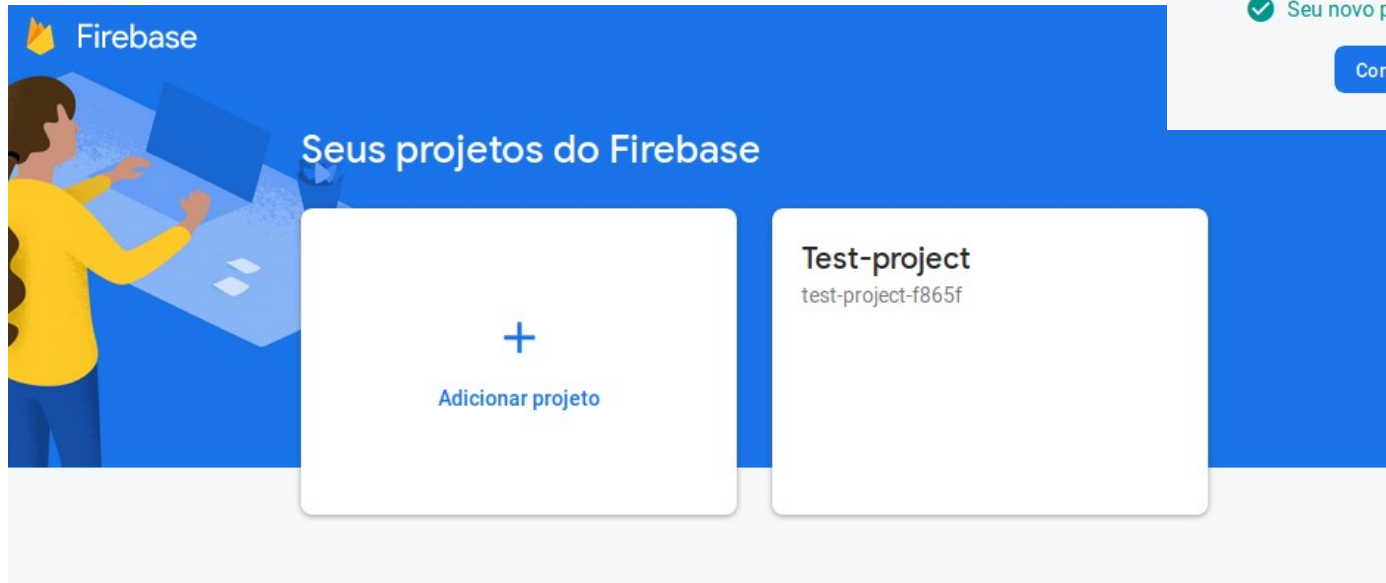 Firebase
Seu novo
Seus projetos do Firebase
Adicionar projeto
Test-project
test-project-f865f